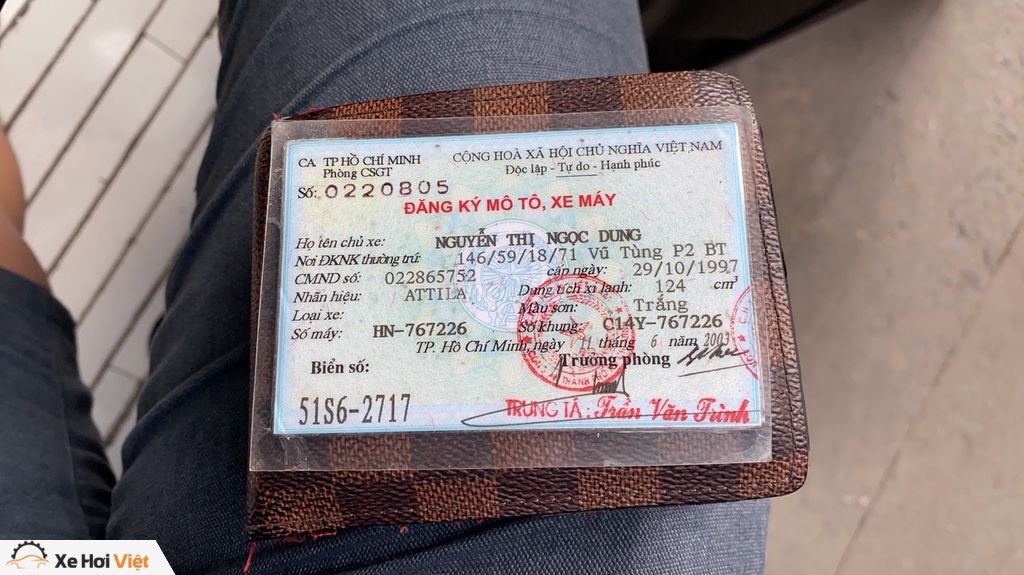 CA TP HỒ CHÍ MINH
Phòng CSGT
CỘNG HOÀ XÃ HỘI CHỦ NGHĨA VIỆT NAM
Độc lập - Tự do - Hạnh phúc
Số: 0220805
ĐĂNG KÝ MÔ TÔ, XE MÁY
Họ tên chủ xe: NGUYỄN THỊ NGỌC DUNG
Nơi ĐKNK thường trú: 146/59/18/71 Vũ Tùng P2 BT
CMND số: 022865752 cấp ngày: 29/10/1997
Nhãn hiệu: ATTILA Dung tích xi lanh: 124 cm³
Loại xe: Màu sơn: Trắng
Số máy: HN-767226 Số khung: C14Y-767226
TP. Hồ Chí Minh, ngày 11 tháng 6 năm 2003
Biển số: Trưởng phòng
51S6-2717
TRUNG TÁ: Trần Văn Trình
Xe Hơi Việt